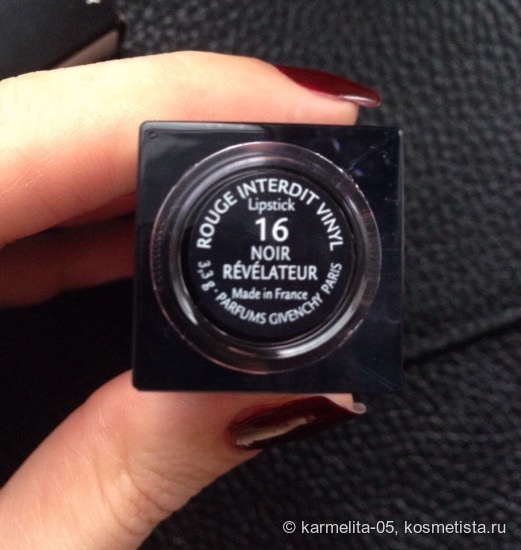 ROUGE INTERDIT VINYL
Lipstick
16
NOIR
RÉVÉLATEUR
Made in France
3,3 g · PARFUMS GIVENCHY PARIS
© karmelita-05, kosmetista.ru